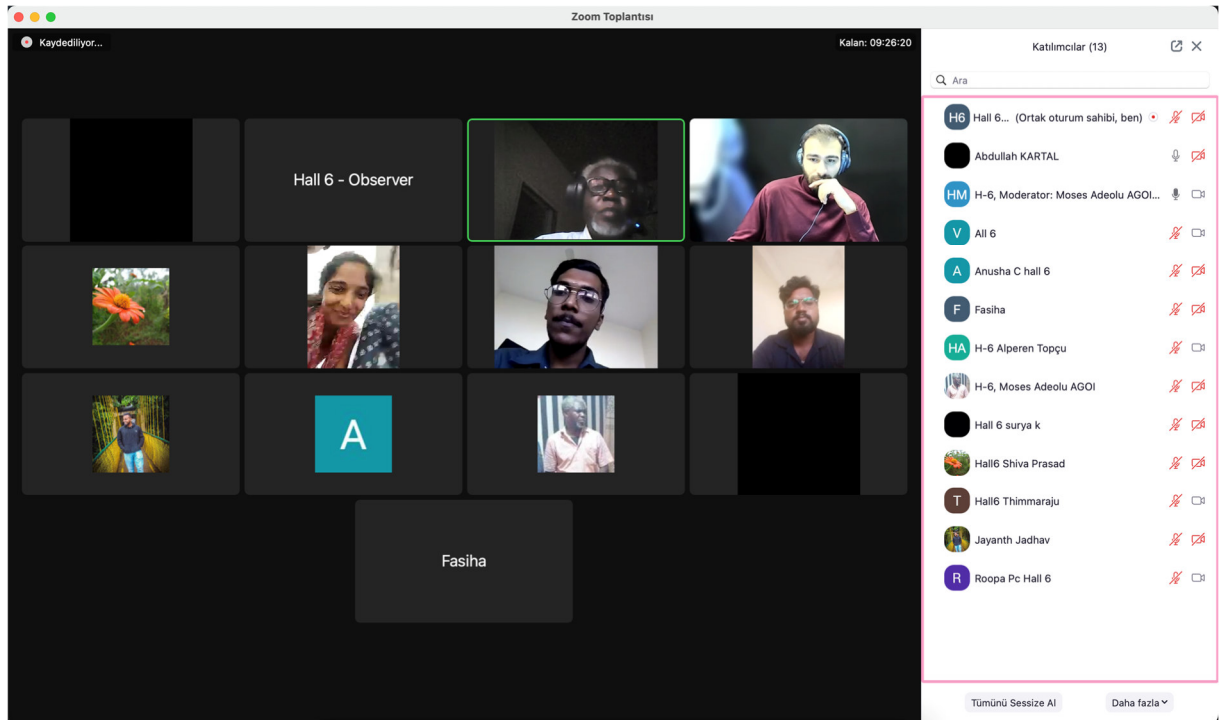 Zoom Toplantısı
Kaydediliyor...
Kalan: 09:26:20
Hall 6 - Observer
A
Fasiha
Katılımcılar (13)
Ara
H6 Hall 6... (Ortak oturum sahibi, ben)
Abdullah KARTAL
HM H-6, Moderator: Moses Adeolu AGOI...
V All 6
A Anusha C hall 6
F Fasiha
HA H-6 Alperen Topçu
H-6, Moses Adeolu AGOI
Hall 6 surya k
Hall6 Shiva Prasad
T Hall6 Thimmaraju
Jayanth Jadhav
R Roopa Pc Hall 6
Tümünü Sessize Al
Daha fazla